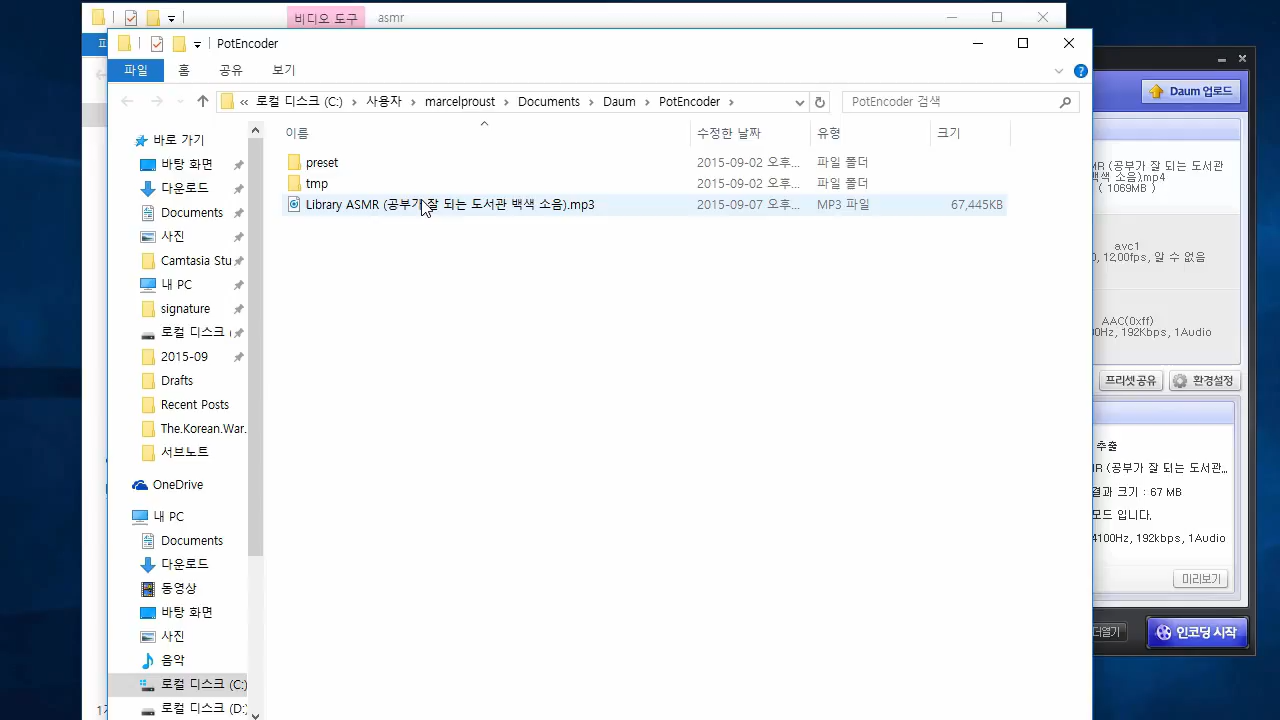 비디오 도구
asmr
PotEncoder
파일
홈
공유
보기
« 로컬 디스크 (C:) > 사용자 > marcelproust > Documents > Daum > PotEncoder >
PotEncoder 검색
이름
수정한 날짜
유형
크기
preset
2015-09-02 오후...
파일 폴더
tmp
2015-09-02 오후...
파일 폴더
Library ASMR (공부가 잘 되는 도서관 백색 소음).mp3
2015-09-07 오후...
MP3 파일
67,445KB
바로 가기
바탕 화면
다운로드
Documents
사진
Camtasia Stu
내 PC
signature
로컬 디스크 (
2015-09
Drafts
Recent Posts
The.Korean.War.
서브노트
OneDrive
내 PC
Documents
다운로드
동영상
바탕 화면
사진
음악
로컬 디스크 (C:)
로컬 디스크 (D:)
Daum 업로드
MR (공부가 잘 되는 도서관
백색 소음).mp4
( 1069MB )
avc1
0, 12,00fps, 알 수 없음
AAC(0xff)
00Hz, 192Kbps, 1Audio
프리셋 공유
환경설정
추출
MR (공부가 잘 되는 도서관...
결과 크기 : 67 MB
모드 입니다.
4100Hz, 192kbps, 1Audio
미리보기
더열기
인코딩 시작